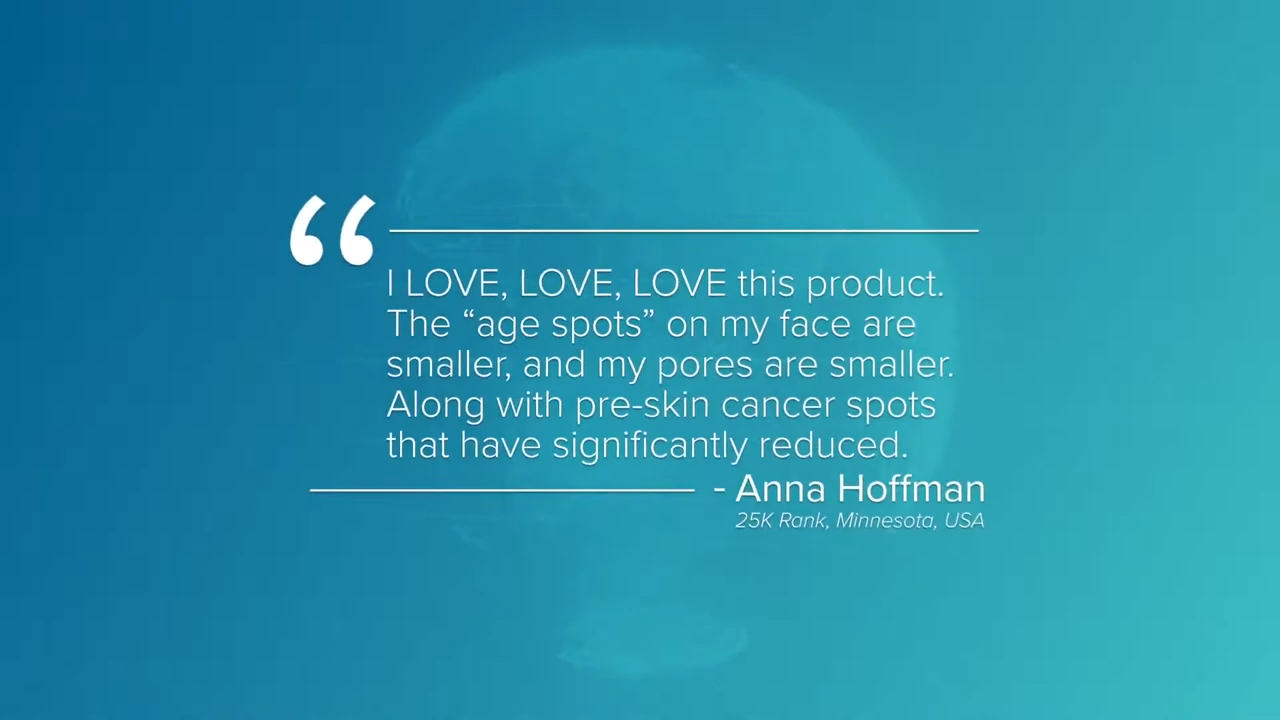 “
I LOVE, LOVE, LOVE this product.
The “age spots” on my face are
smaller, and my pores are smaller.
Along with pre-skin cancer spots
that have significantly reduced.
- Anna Hoffman
25K Rank, Minnesota, USA